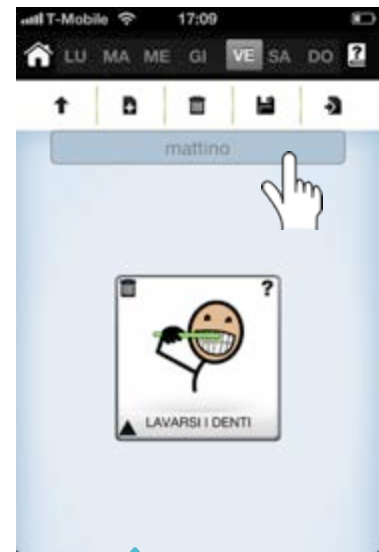 T-Mobile 17:09
LU MA ME GI VE SA DO ?
mattino
?
LAVARSI I DENTI